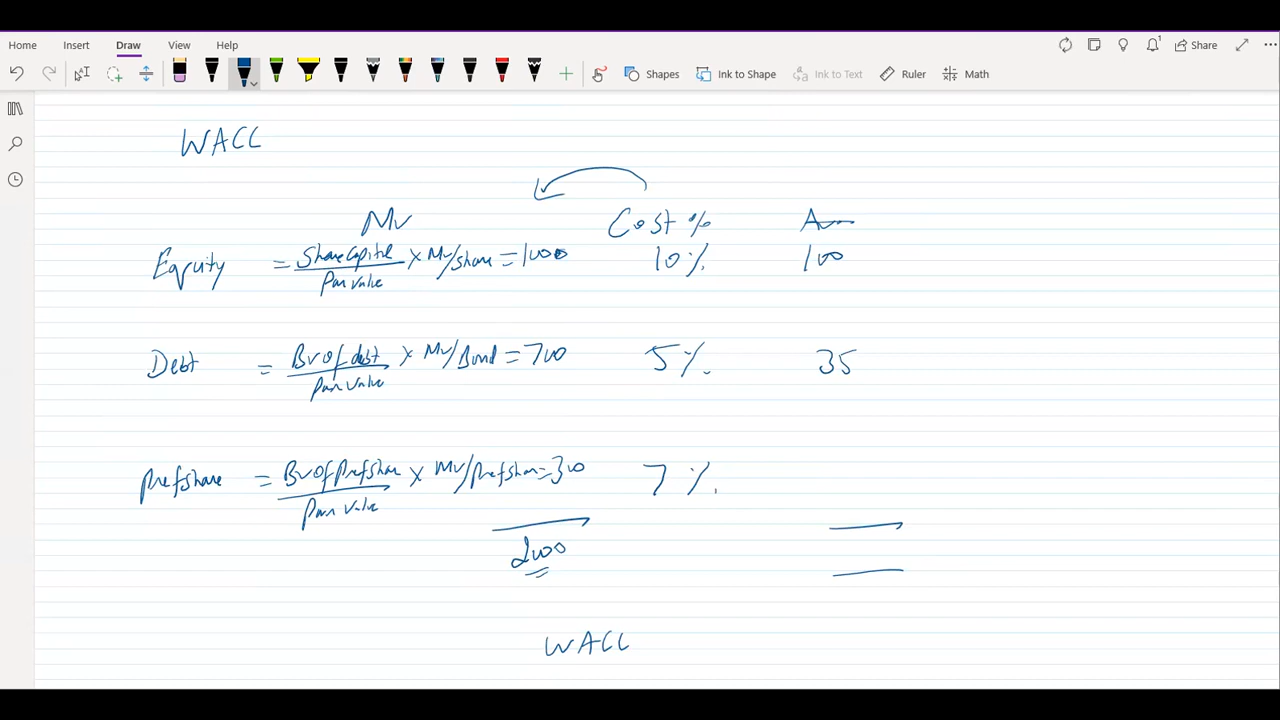 Home Insert Draw View Help
Share
Shapes Ink to Shape Ink to Text Ruler Math
WACC
Mv Cost %
Equity = Share Capital / Par value × Mv/share = 1000 10% 100
Debt = Bv of debt / Par value × Mv/Bond = 700 5% 35
Pref share = Bv of Pref share / Par value × Mv/Pref share = 300 7%
2000
WACC